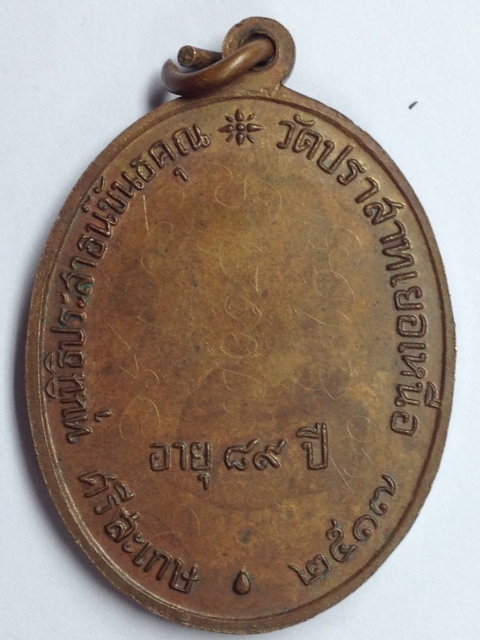 ทุนนิธิประสาธน์ขันธคุณ
วัดปราสาทเยอเหนือ
อายุ ๘๙ ปี
ศรีสะเกษ
๒๕๑๗